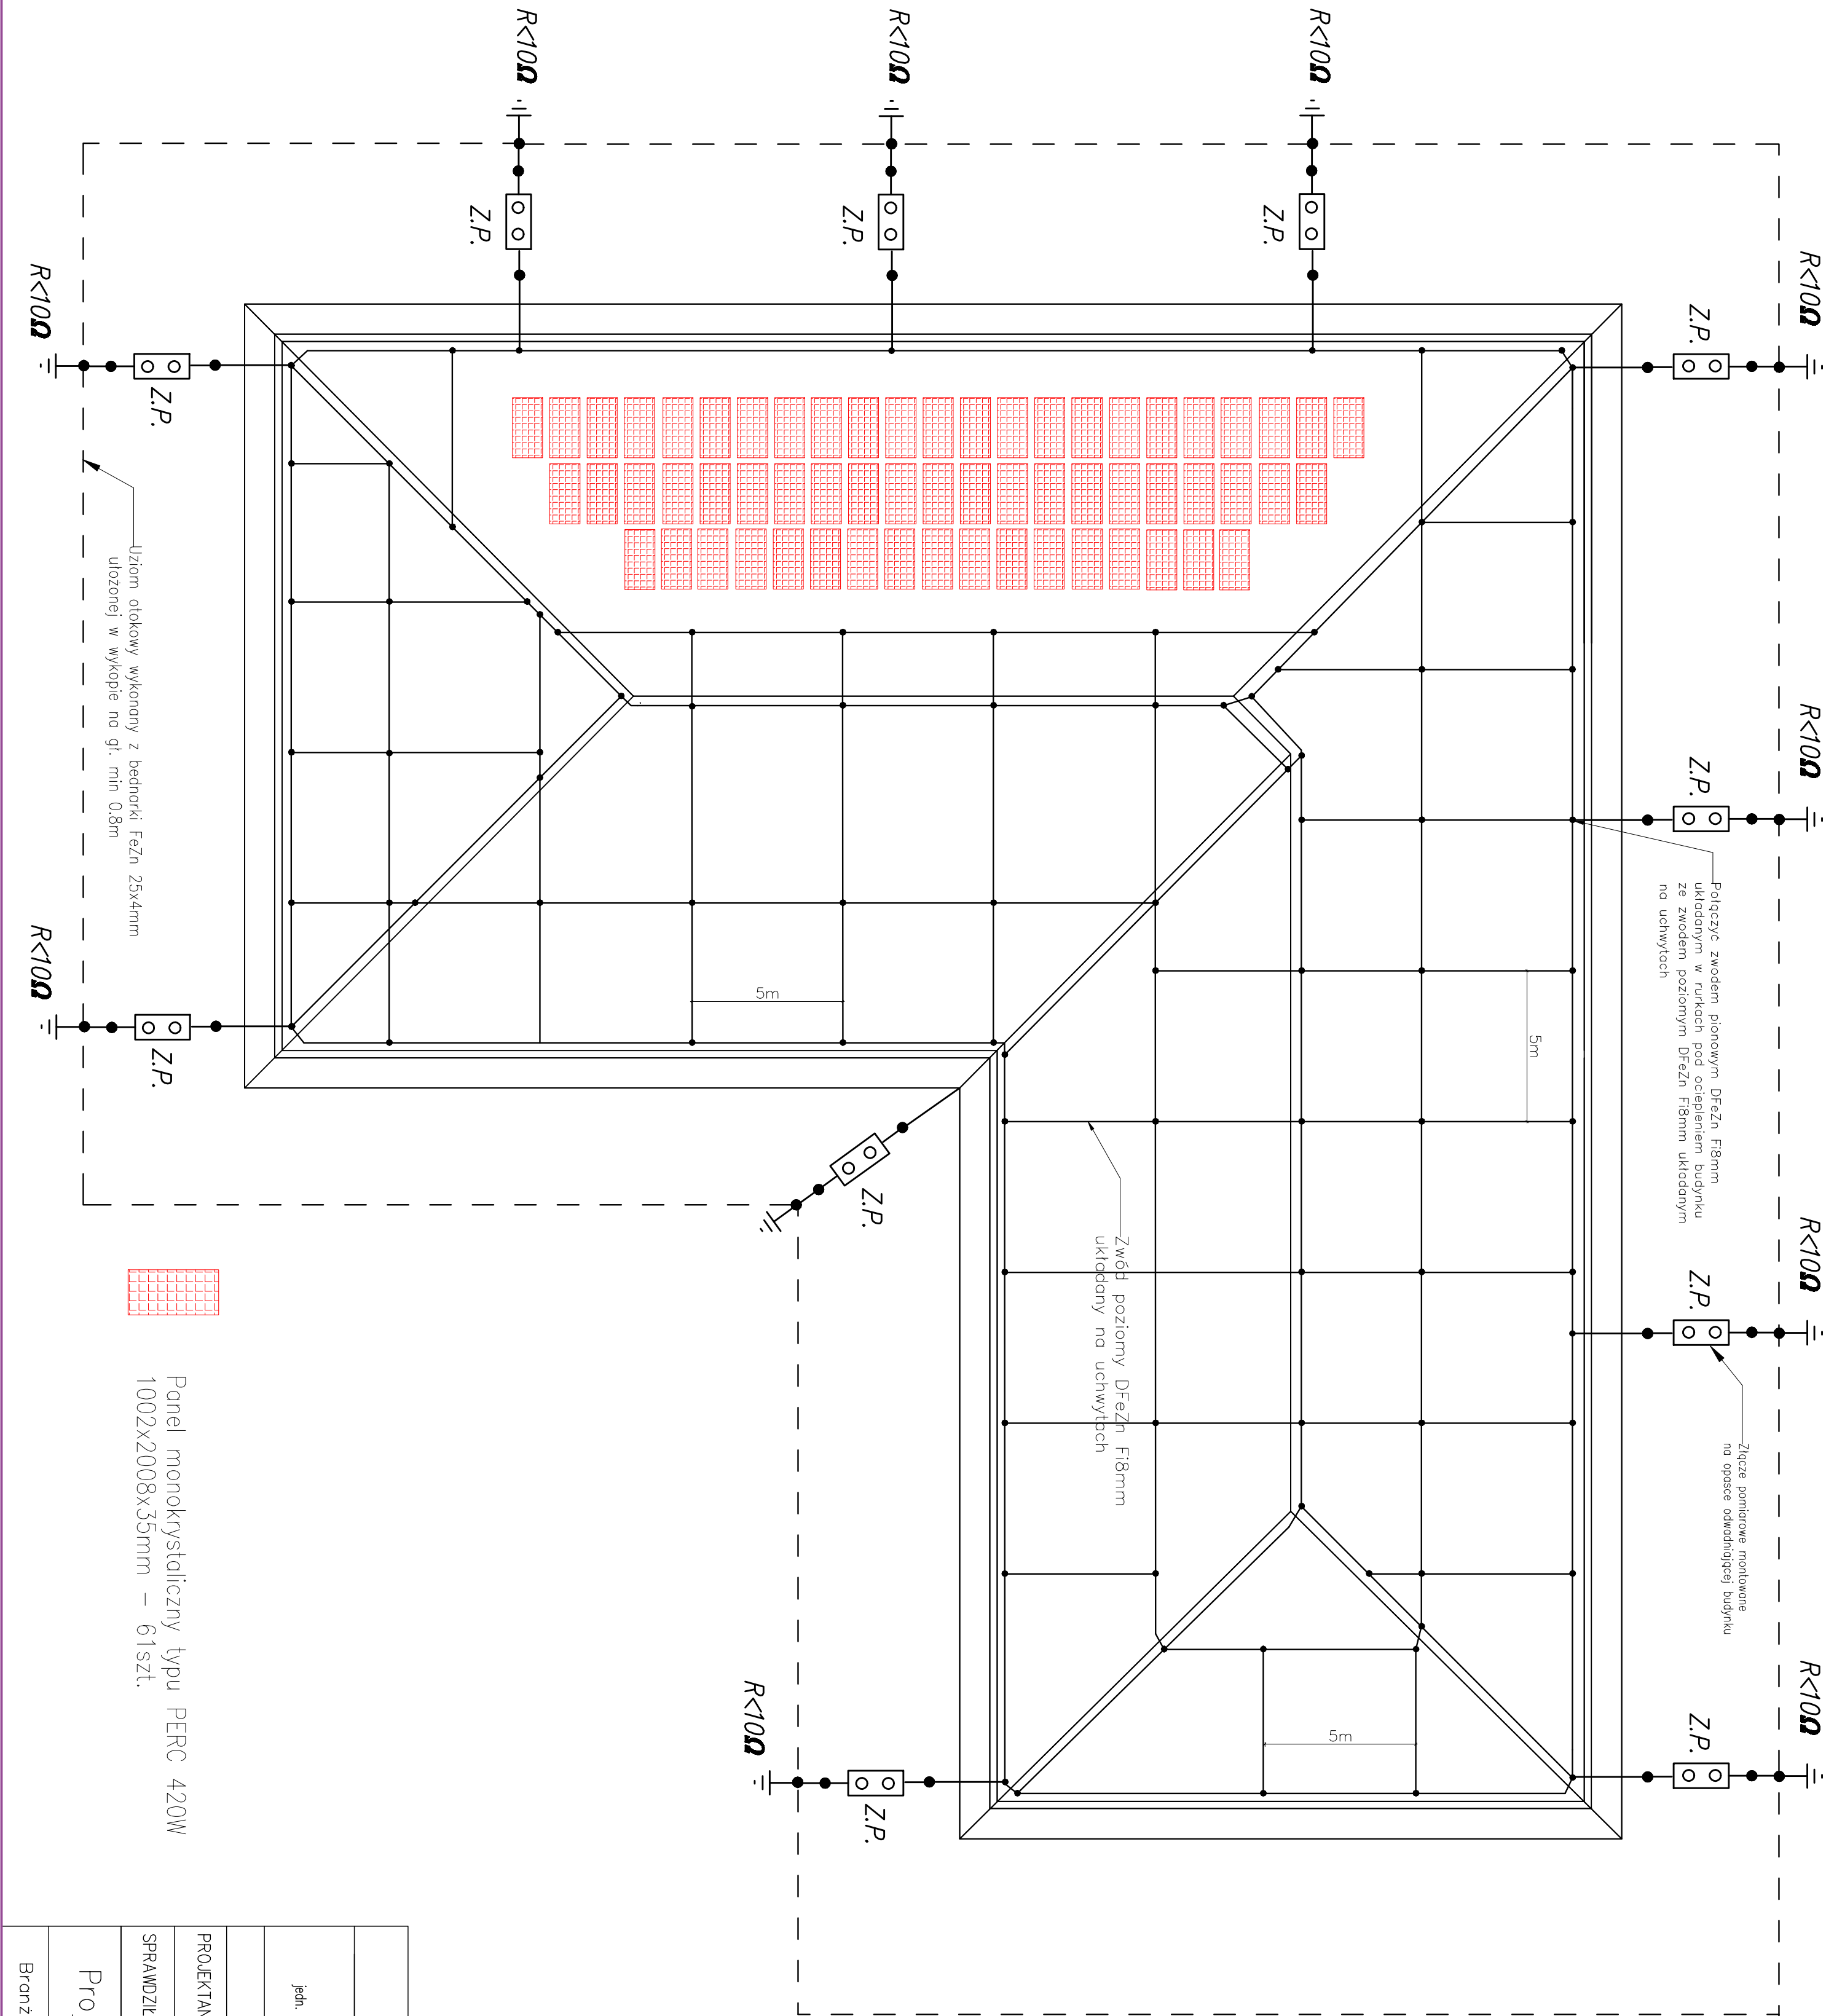 R<10Ω
R<10Ω
R<10Ω
Z.P.
Z.P.
Z.P.
R<10Ω
Z.P.
R<10Ω
Z.P.
R<10Ω
Z.P.
R<10Ω
Z.P.
Połączyć zwodem pionowym DFeZn Fi8mm
układanym w rurkach pod ociepleniem budynku
ze zwodem poziomym DFeZn Fi8mm układanym
na uchwytach
Złącze pomiarowe montowane
na opasce odwadniającej budynku
5m
5m
5m
Zwód poziomy DFeZn Fi8mm
układany na uchwytach
Z.P.
R<10Ω
Z.P.
R<10Ω
Z.P.
R<10Ω
Z.P.
Uziom otokowy wykonany z bednarki FeZn 25x4mm
ułożonej w wykopie na gł. min 0.8m
Panel monokrystaliczny typu PERC 420W
1002x2008x35mm – 61szt.
jedn.
PROJEKTAN
SPRAWDZIŁ
Pro
Branż